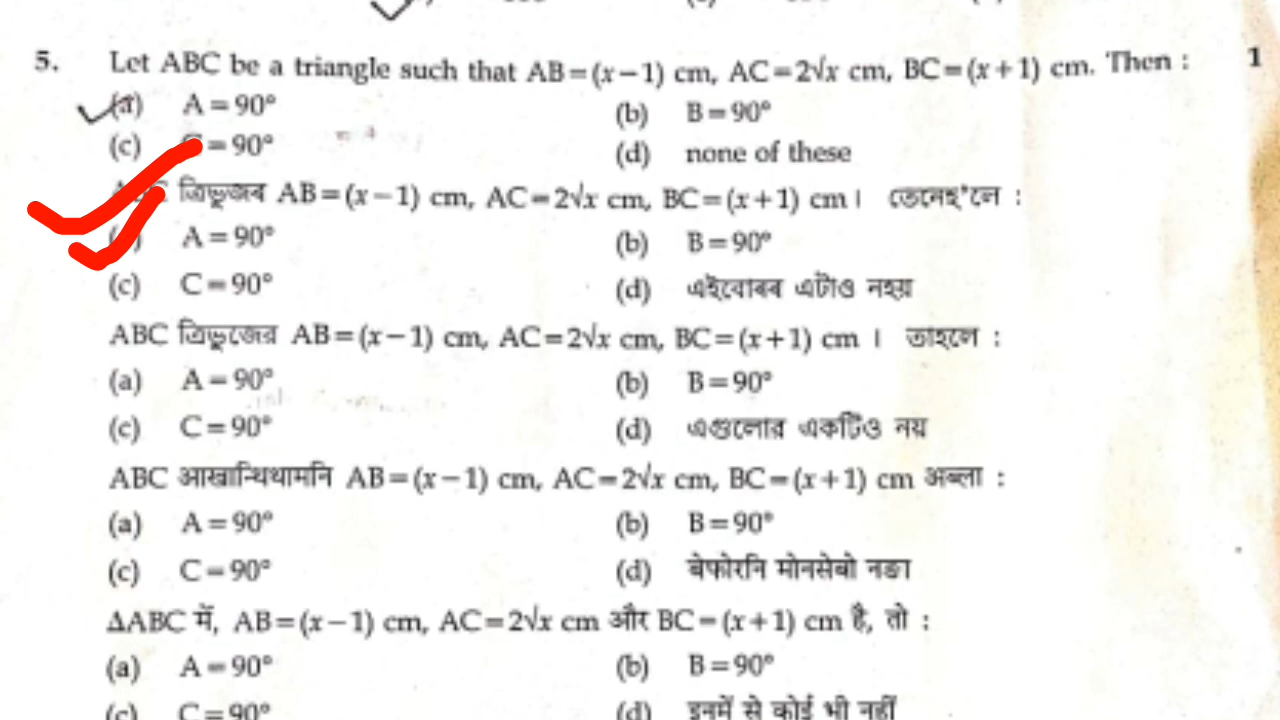 5. Let ABC be a triangle such that AB=(x−1) cm, AC=2√x cm, BC=(x+1) cm. Then : 1
(a) A=90° (b) B=90°
(c) =90° (d) none of these
ত্ৰিভুজৰ AB=(x−1) cm, AC=2√x cm, BC=(x+1) cm। তেনেহ'লে :
A=90° (b) B=90°
(c) C=90° (d) এইবোৰৰ এটাও নহয়
ABC ত্রিভুজের AB=(x−1) cm, AC=2√x cm, BC=(x+1) cm । তাহলে :
(a) A=90° (b) B=90°
(c) C=90° (d) এগুলোর একটিও নয়
ABC आखान्थिथामनि AB=(x−1) cm, AC=2√x cm, BC=(x+1) cm अब्ला :
(a) A=90° (b) B=90°
(c) C=90° (d) बेफोरनि मोनसेबो नङा
ΔABC में, AB=(x−1) cm, AC=2√x cm और BC=(x+1) cm है, तो :
(a) A=90° (b) B=90°
(c) C=90° (d) इनमें से कोई भी नहीं